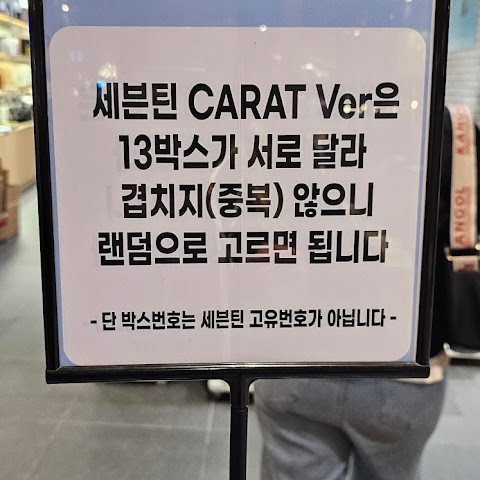 세븐틴 CARAT Ver은
13박스가 서로 달라
겹치지(중복) 않으니
랜덤으로 고르면 됩니다
- 단 박스번호는 세븐틴 고유번호가 아닙니다 -
KANGOL